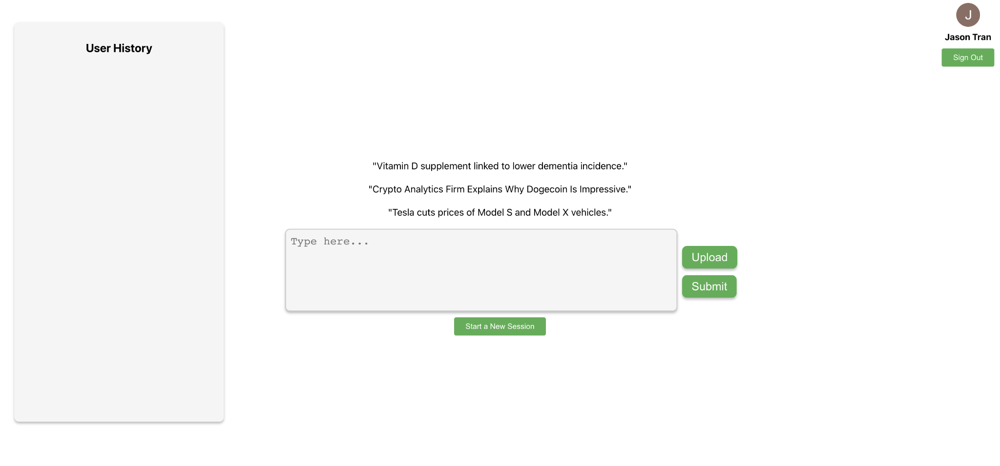 J
Jason Tran
Sign Out
User History
"Vitamin D supplement linked to lower dementia incidence."
"Crypto Analytics Firm Explains Why Dogecoin Is Impressive."
"Tesla cuts prices of Model S and Model X vehicles."
Type here...
Upload
Submit
Start a New Session